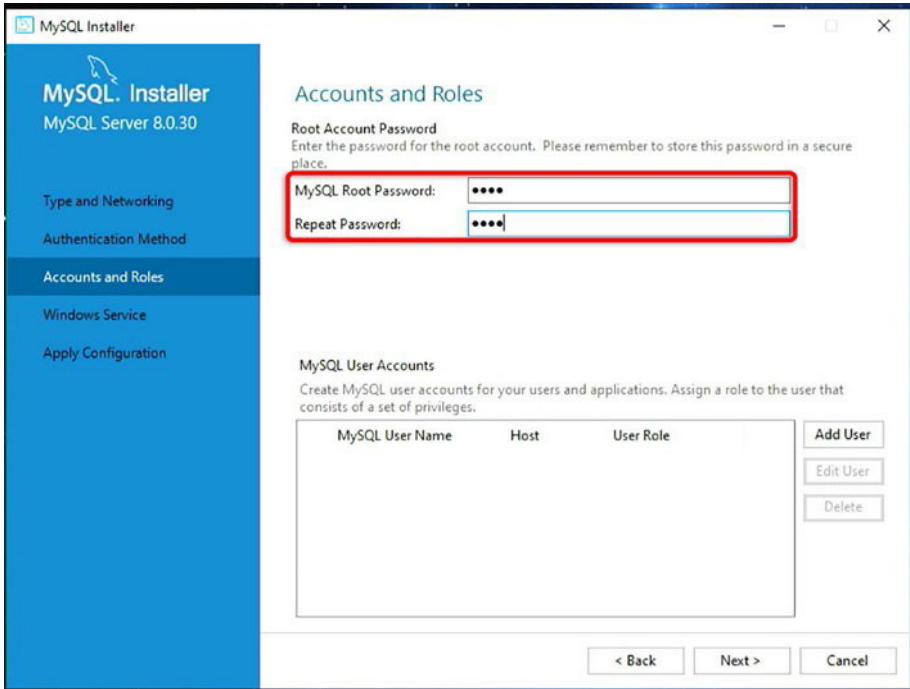 MySQL Installer
MySQL. Installer
MySQL Server 8.0.30
Type and Networking
Authentication Method
Accounts and Roles
Windows Service
Apply Configuration
Accounts and Roles
Root Account Password
Enter the password for the root account. Please remember to store this password in a secure
place.
MySQL Root Password: ••••
Repeat Password: ••••
MySQL User Accounts
Create MySQL user accounts for your users and applications. Assign a role to the user that
consists of a set of privileges.
MySQL User Name Host User Role
Add User
Edit User
Delete
< Back Next > Cancel